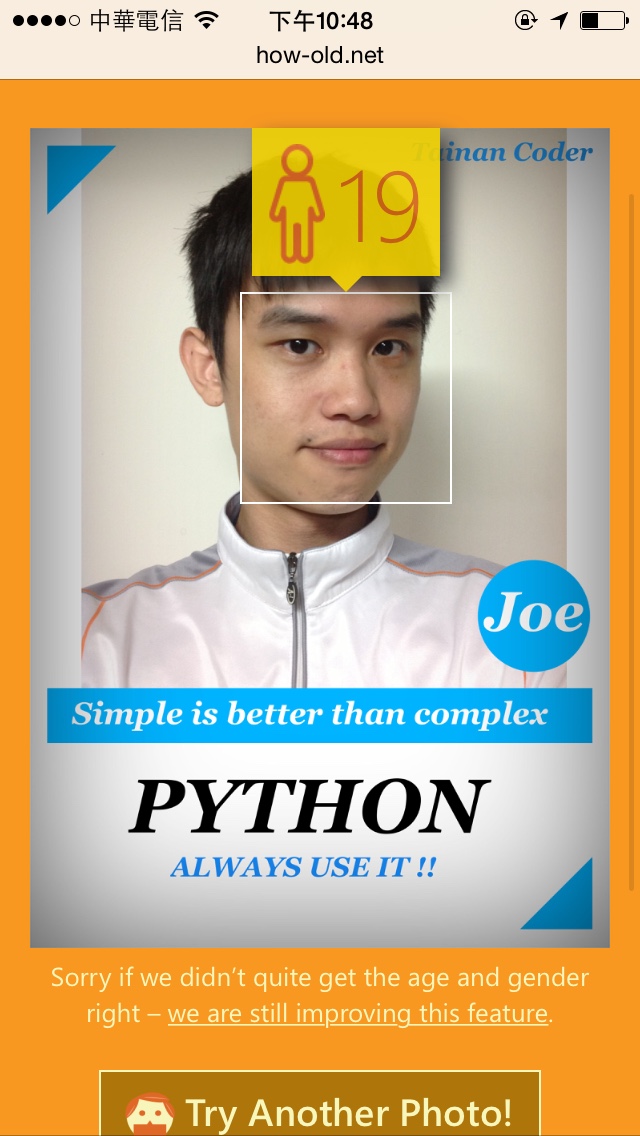 中華電信
下午10:48
how-old.net
Tainan Coder
19
Joe
Simple is better than complex
PYTHON
ALWAYS USE IT !!
Sorry if we didn't quite get the age and gender
right – we are still improving this feature.
Try Another Photo!